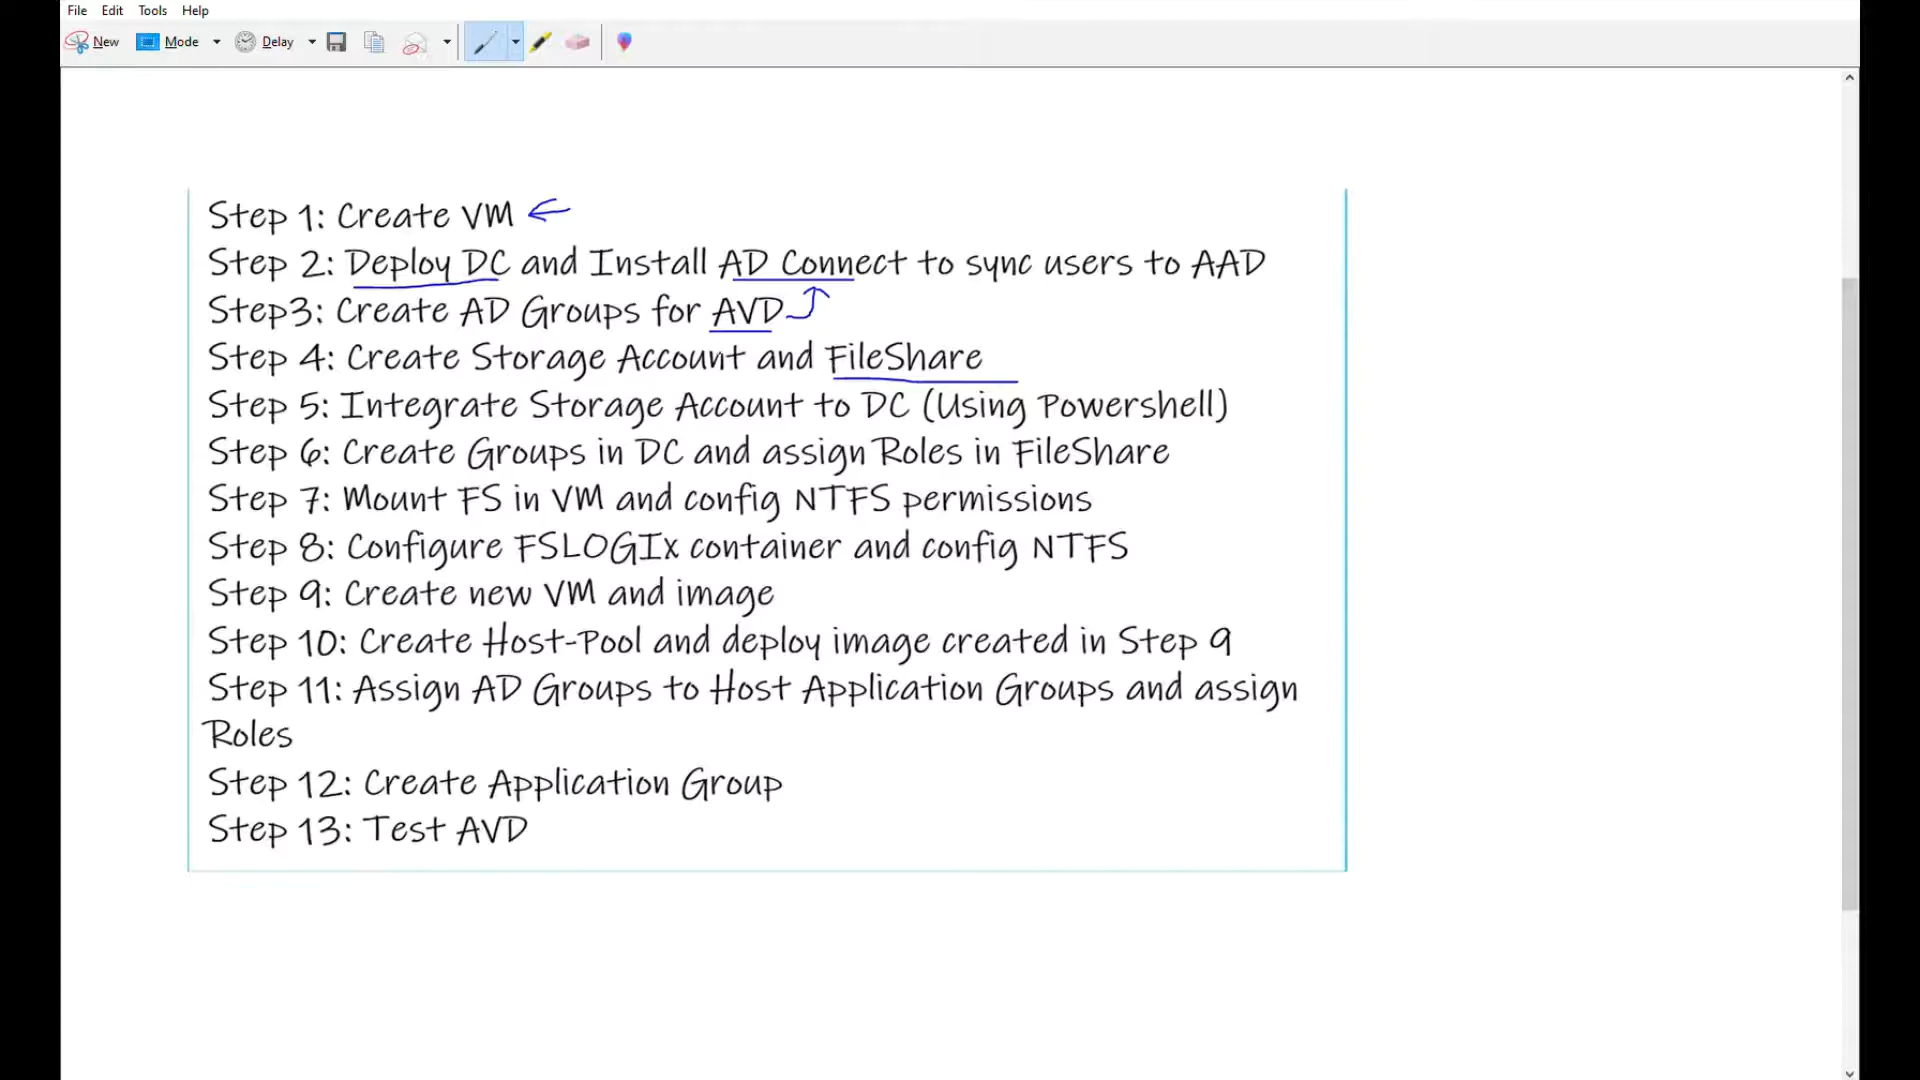 File Edit Tools Help
New Mode Delay
Step 1: Create VM
Step 2: Deploy DC and Install AD Connect to sync users to AAD
Step3: Create AD Groups for AVD
Step 4: Create Storage Account and FileShare
Step 5: Integrate Storage Account to DC (Using Powershell)
Step 6: Create Groups in DC and assign Roles in FileShare
Step 7: Mount FS in VM and config NTFS permissions
Step 8: Configure FSLOGIx container and config NTFS
Step 9: Create new VM and image
Step 10: Create Host-Pool and deploy image created in Step 9
Step 11: Assign AD Groups to Host Application Groups and assign
Roles
Step 12: Create Application Group
Step 13: Test AVD